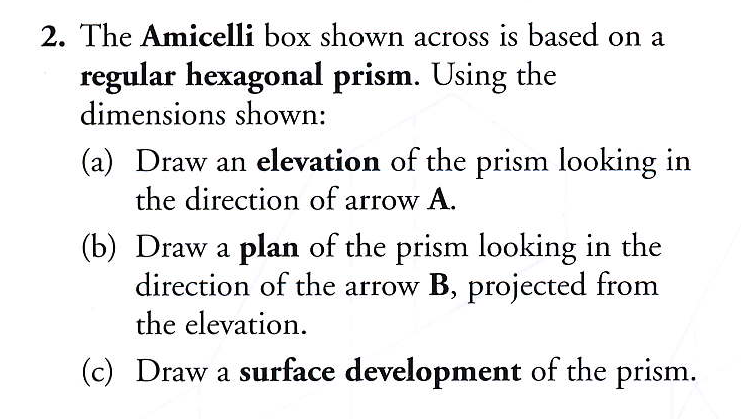 2. The Amicelli box shown across is based on a
regular hexagonal prism. Using the
dimensions shown:
(a) Draw an elevation of the prism looking in
the direction of arrow A.
(b) Draw a plan of the prism looking in the
direction of the arrow B, projected from
the elevation.
(c) Draw a surface development of the prism.